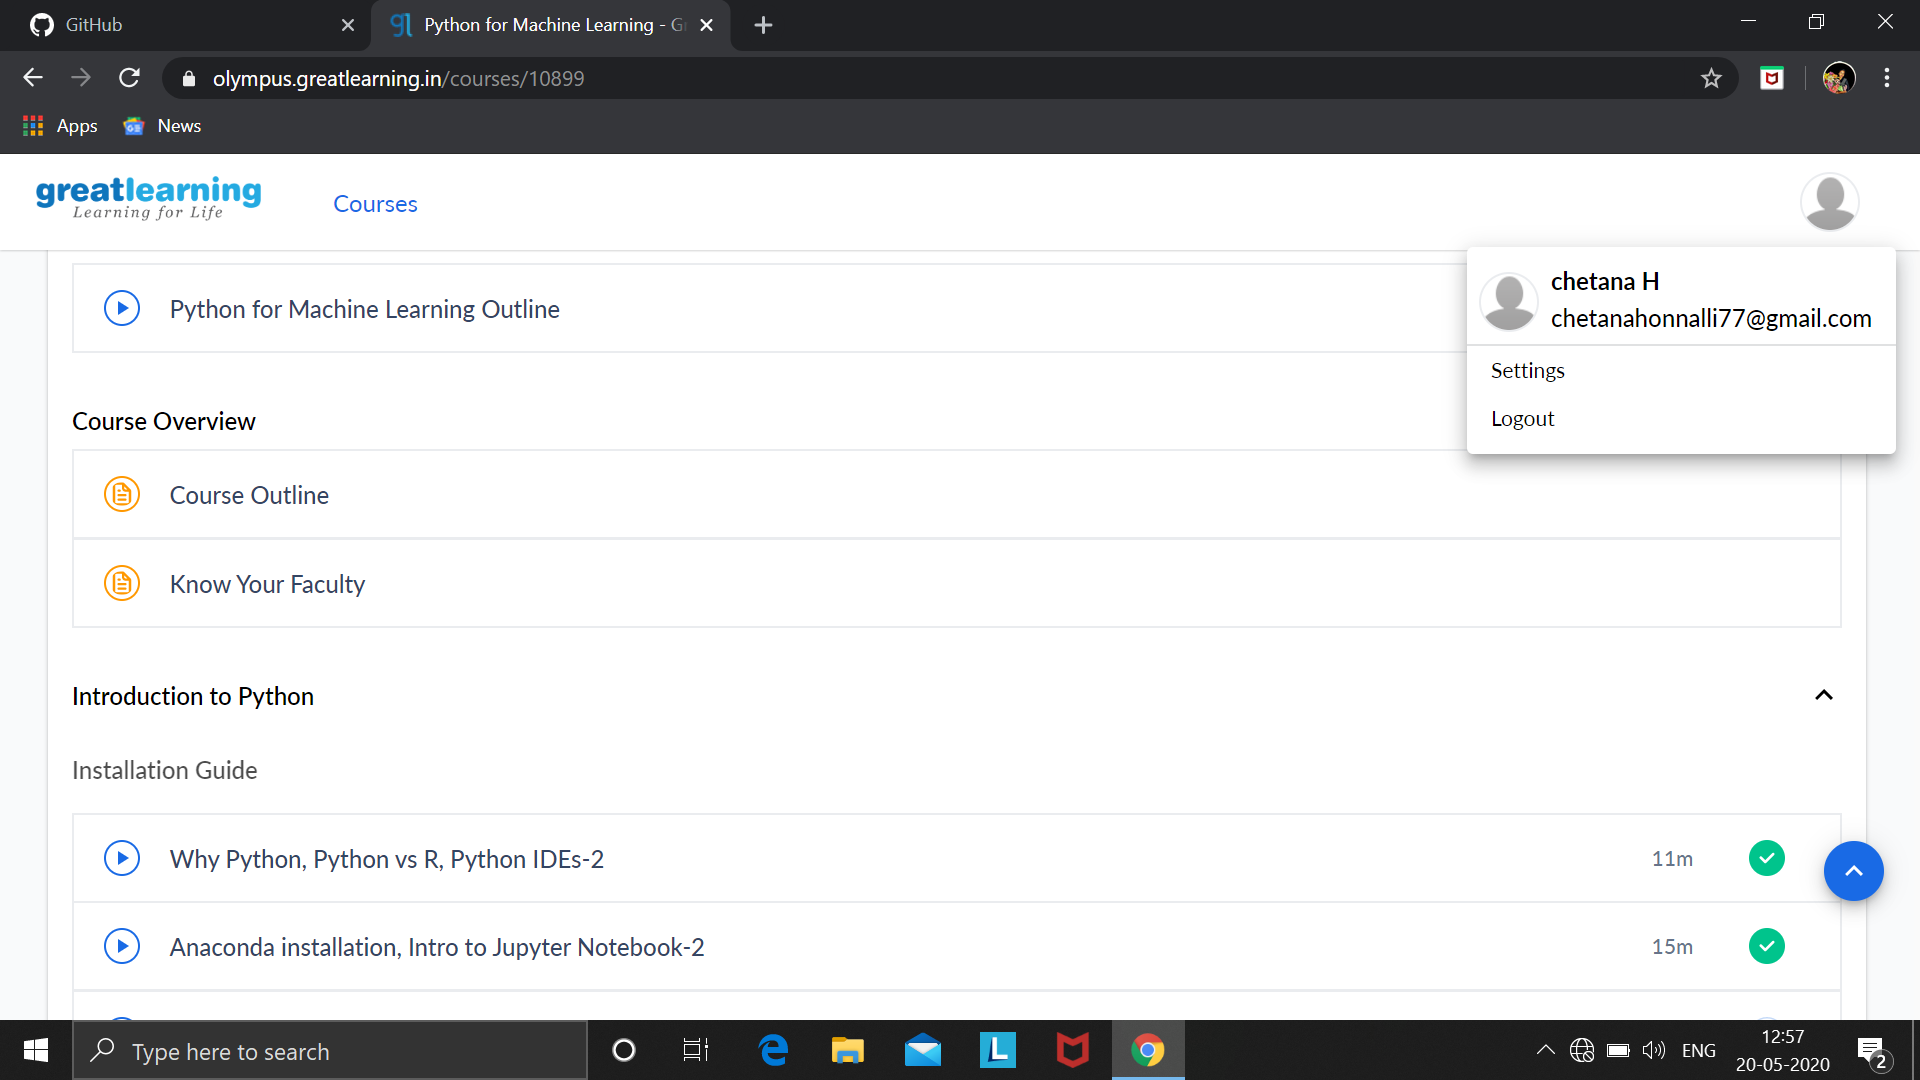 GitHub
Python for Machine Learning - G
olympus.greatlearning.in/courses/10899
Apps
News
greatlearning
Learning for Life
Courses
chetana H
chetanahonnalli77@gmail.com
Settings
Logout
Python for Machine Learning Outline
Course Overview
Course Outline
Know Your Faculty
Introduction to Python
Installation Guide
Why Python, Python vs R, Python IDEs-2
11m
Anaconda installation, Intro to Jupyter Notebook-2
15m
Type here to search
ENG
12:57
20-05-2020
2